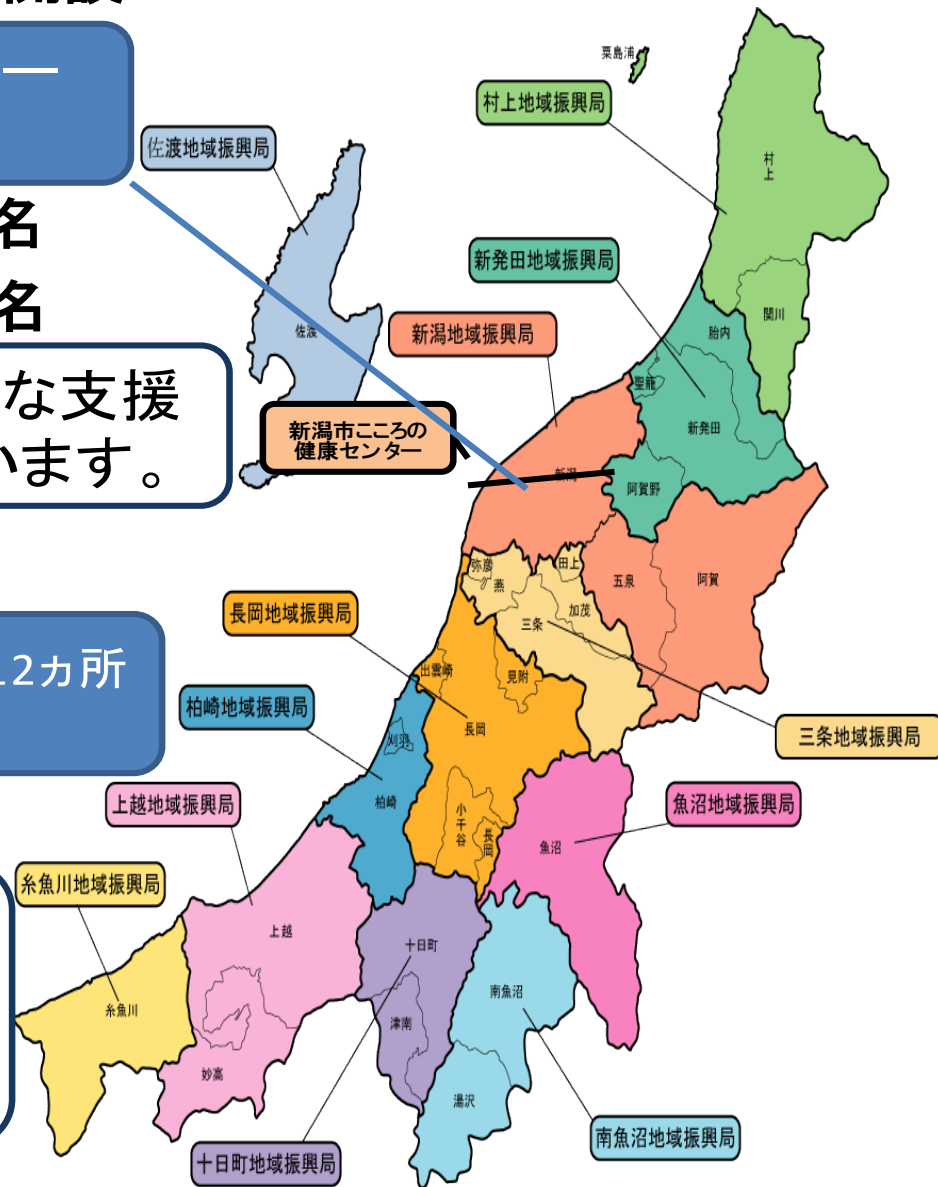 ー
名
名
な支援
います。
12ヵ所
粟島浦
村上地域振興局
佐渡地域振興局
村上
新発田地域振興局
関川
新潟地域振興局
胎内
佐渡
聖籠
新潟市こころの
健康センター
新発田
新潟
阿賀野
弥彦
田上
燕
五泉
阿賀
加茂
三条
長岡地域振興局
出雲崎
見附
柏崎地域振興局
長岡
三条地域振興局
刈羽
上越地域振興局
柏崎
小千谷
長岡
魚沼地域振興局
魚沼
糸魚川地域振興局
上越
十日町
糸魚川
南魚沼
津南
妙高
湯沢
南魚沼地域振興局
十日町地域振興局